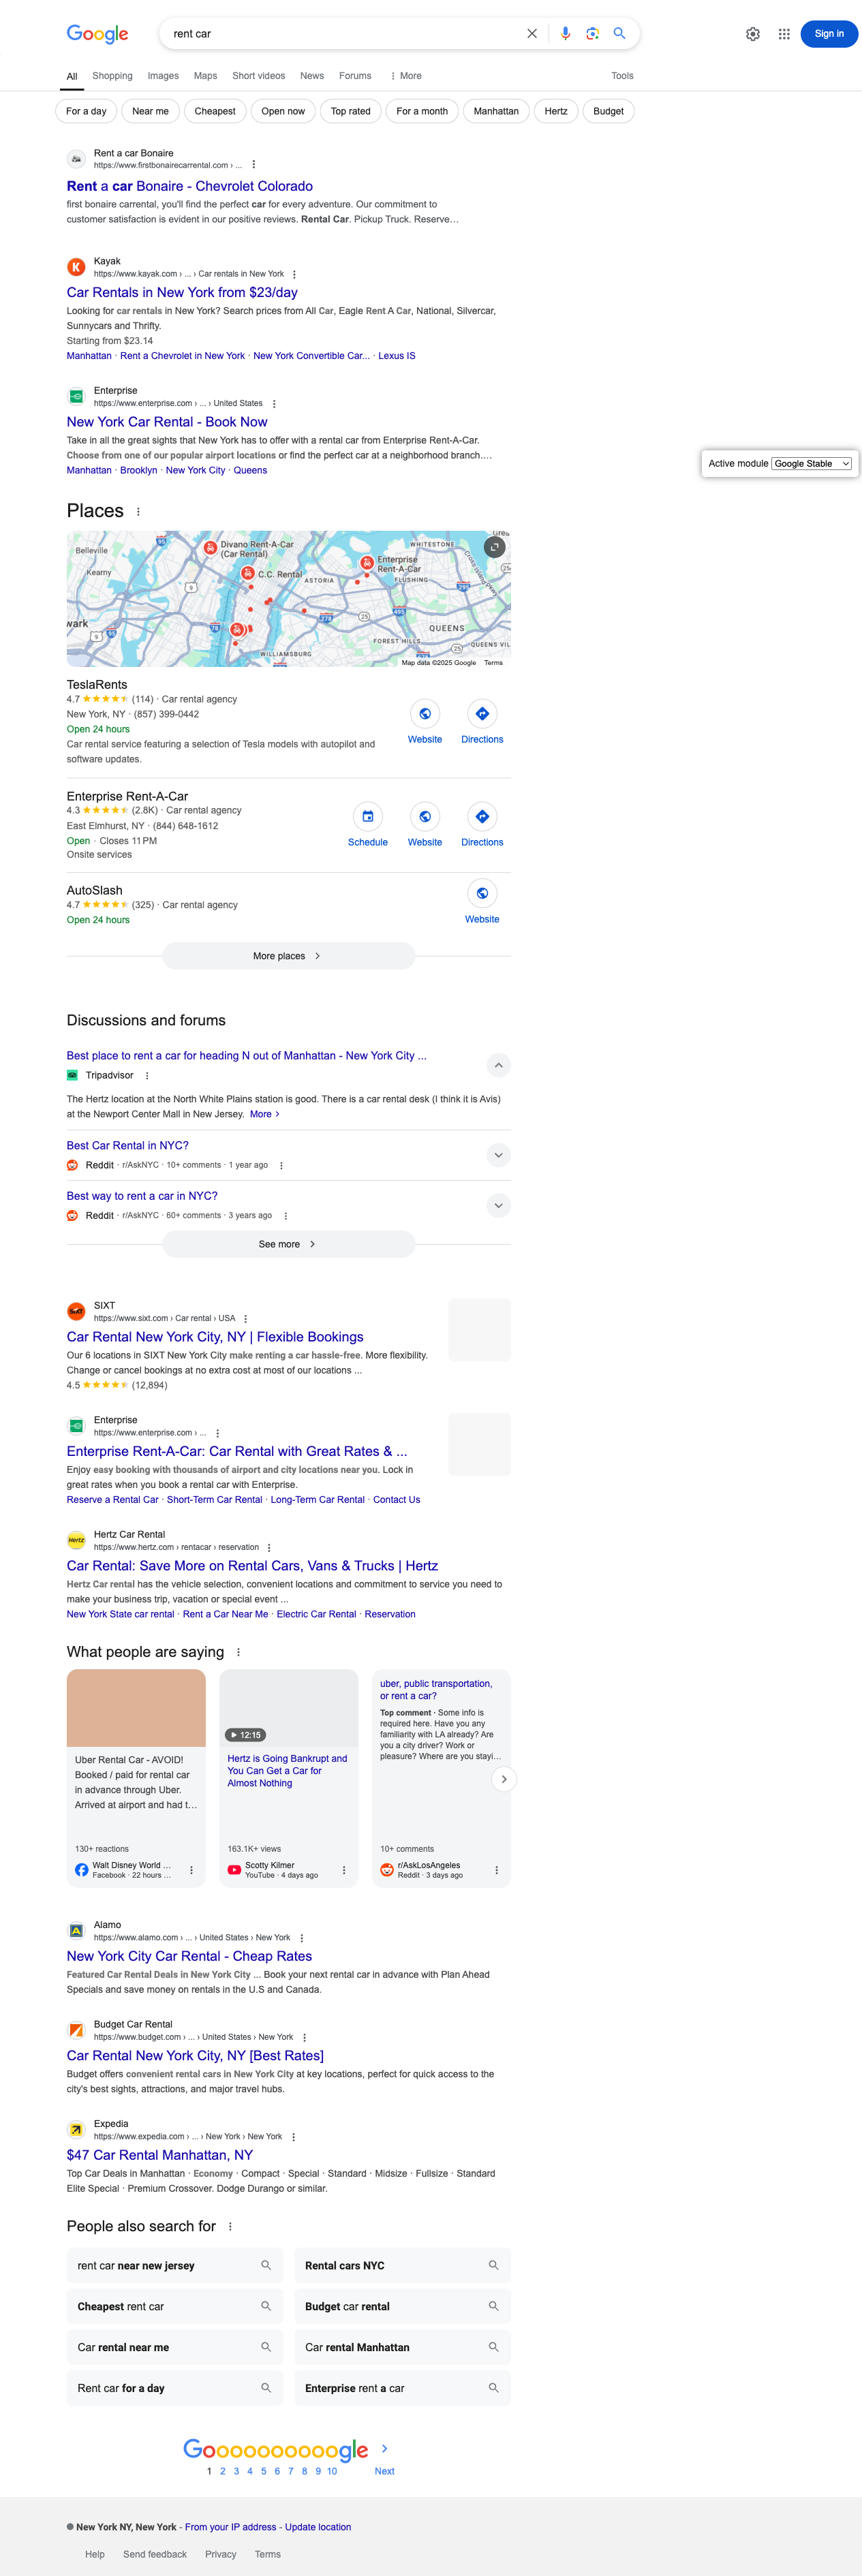 Google
rent car
Sign in
All Shopping Images Maps Short videos News Forums More Tools
For a day Near me Cheapest Open now Top rated For a month Manhattan Hertz Budget
Rent a car Bonaire
https://www.firstbonairecarrental.com › ...
Rent a car Bonaire - Chevrolet Colorado
first bonaire carrental, you'll find the perfect car for every adventure. Our commitment to
customer satisfaction is evident in our positive reviews. Rental Car. Pickup Truck. Reserve...
Kayak
https://www.kayak.com › ... › Car rentals in New York
Car Rentals in New York from $23/day
Looking for car rentals in New York? Search prices from All Car, Eagle Rent A Car, National, Silvercar,
Sunnycars and Thrifty.
Starting from $23.14
Manhattan · Rent a Chevrolet in New York · New York Convertible Car... · Lexus IS
Enterprise
https://www.enterprise.com › ... › United States
New York Car Rental - Book Now
Take in all the great sights that New York has to offer with a rental car from Enterprise Rent-A-Car.
Choose from one of our popular airport locations or find the perfect car at a neighborhood branch....
Manhattan · Brooklyn · New York City · Queens
Active module Google Stable
Places
Belleville
Kearny
wark
Divano Rent-A-Car
(Car Rental)
C.C. Rental
ASTORIA
WHITESTONE
Enterprise
Rent-A-Car
FLUSHING
QUEENS
FOREST HILLS
QUEENS VIL
WILLIAMSBURG
Map data ©2025 Google Terms
TeslaRents
4.7 (114) · Car rental agency
New York, NY · (857) 399-0442
Open 24 hours
Car rental service featuring a selection of Tesla models with autopilot and
software updates.
Website Directions
Enterprise Rent-A-Car
4.3 (2.8K) · Car rental agency
East Elmhurst, NY · (844) 648-1612
Open · Closes 11 PM
Onsite services
Schedule Website Directions
AutoSlash
4.7 (325) · Car rental agency
Open 24 hours
Website
More places
Discussions and forums
Best place to rent a car for heading N out of Manhattan - New York City ...
Tripadvisor
The Hertz location at the North White Plains station is good. There is a car rental desk (I think it is Avis)
at the Newport Center Mall in New Jersey. More
Best Car Rental in NYC?
Reddit · r/AskNYC · 10+ comments · 1 year ago
Best way to rent a car in NYC?
Reddit · r/AskNYC · 60+ comments · 3 years ago
See more
SIXT
https://www.sixt.com › Car rental › USA
Car Rental New York City, NY | Flexible Bookings
Our 6 locations in SIXT New York City make renting a car hassle-free. More flexibility.
Change or cancel bookings at no extra cost at most of our locations ...
4.5 (12,894)
Enterprise
https://www.enterprise.com › ...
Enterprise Rent-A-Car: Car Rental with Great Rates & ...
Enjoy easy booking with thousands of airport and city locations near you. Lock in
great rates when you book a rental car with Enterprise.
Reserve a Rental Car · Short-Term Car Rental · Long-Term Car Rental · Contact Us
Hertz Car Rental
https://www.hertz.com › rentacar › reservation
Car Rental: Save More on Rental Cars, Vans & Trucks | Hertz
Hertz Car rental has the vehicle selection, convenient locations and commitment to service you need to
make your business trip, vacation or special event ...
New York State car rental · Rent a Car Near Me · Electric Car Rental · Reservation
What people are saying
Uber Rental Car - AVOID!
Booked / paid for rental car
in advance through Uber.
Arrived at airport and had t...
130+ reactions
Walt Disney World ...
Facebook · 22 hours ...
12:15
Hertz is Going Bankrupt and
You Can Get a Car for
Almost Nothing
163.1K+ views
Scotty Kilmer
YouTube · 4 days ago
uber, public transportation,
or rent a car?
Top comment · Some info is
required here. Have you any
familiarity with LA already? Are
you a city driver? Work or
pleasure? Where are you stayi...
10+ comments
r/AskLosAngeles
Reddit · 3 days ago
Alamo
https://www.alamo.com › ... › United States › New York
New York City Car Rental - Cheap Rates
Featured Car Rental Deals in New York City ... Book your next rental car in advance with Plan Ahead
Specials and save money on rentals in the U.S and Canada.
Budget Car Rental
https://www.budget.com › ... › United States › New York
Car Rental New York City, NY [Best Rates]
Budget offers convenient rental cars in New York City at key locations, perfect for quick access to the
city's best sights, attractions, and major travel hubs.
Expedia
https://www.expedia.com › ... › New York › New York
$47 Car Rental Manhattan, NY
Top Car Deals in Manhattan · Economy · Compact · Special · Standard · Midsize · Fullsize · Standard
Elite Special · Premium Crossover. Dodge Durango or similar.
People also search for
rent car near new jersey
Rental cars NYC
Cheapest rent car
Budget car rental
Car rental near me
Car rental Manhattan
Rent car for a day
Enterprise rent a car
Goooooooooogle
1 2 3 4 5 6 7 8 9 10 Next
New York NY, New York - From your IP address - Update location
Help Send feedback Privacy Terms